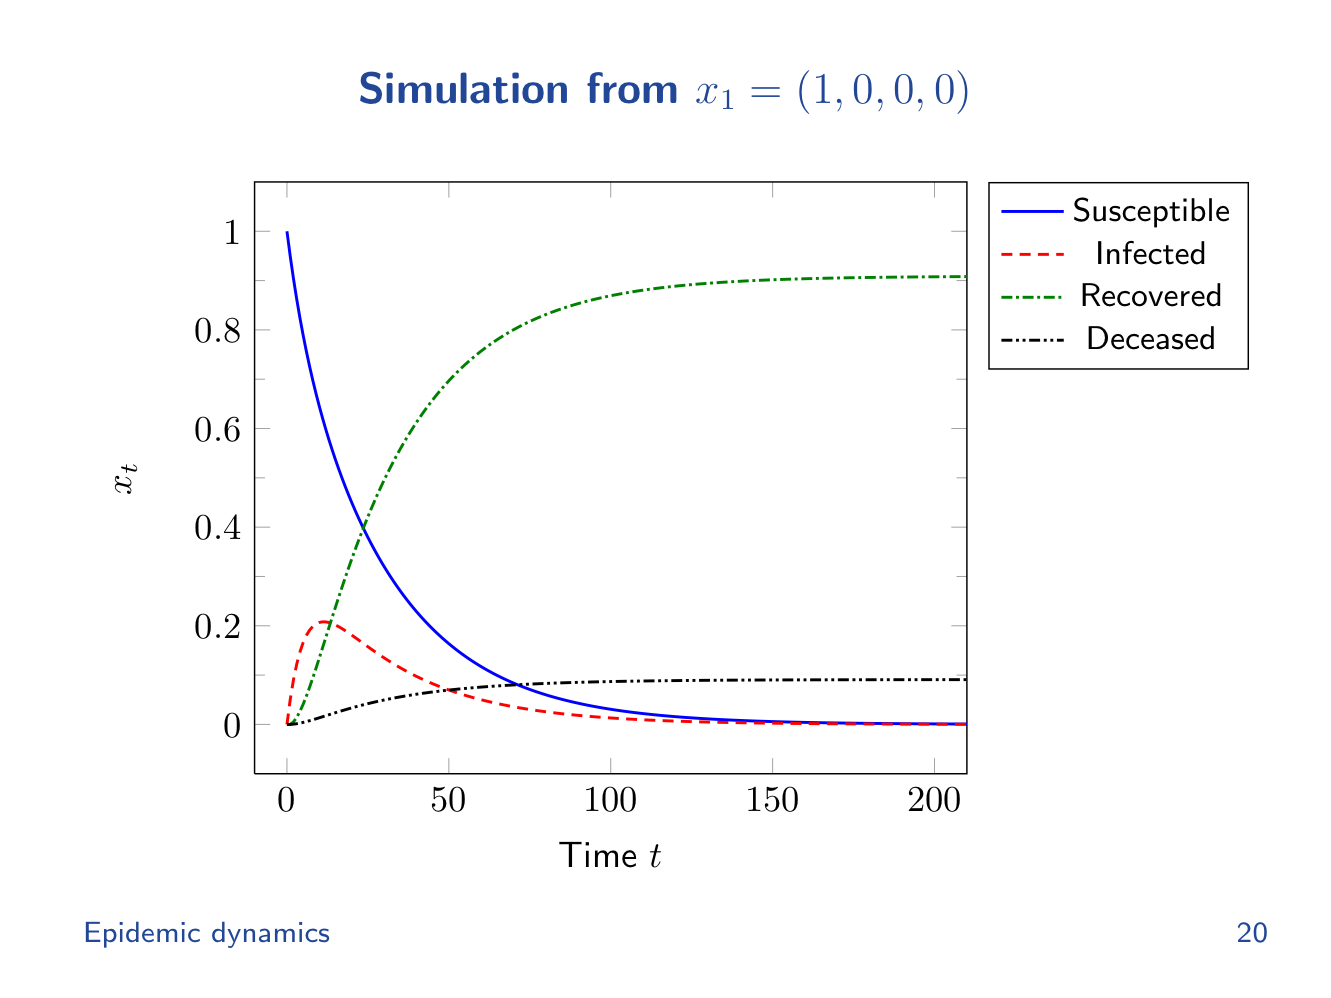 Simulation from x₁ = (1, 0, 0, 0)
1
0.8
0.6
0.4
0.2
0
xₜ
0 50 100 150 200
Time t
Susceptible
Infected
Recovered
Deceased
Epidemic dynamics 20